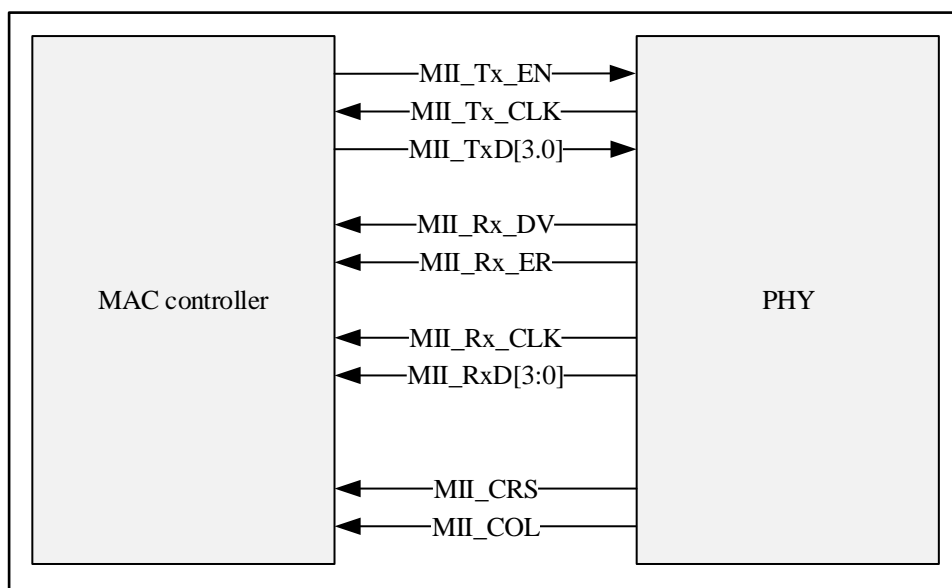 MII_Tx_EN
MII_Tx_CLK
MII_TxD[3.0]
MII_Rx_DV
MII_Rx_ER
MAC controller
PHY
MII_Rx_CLK
MII_RxD[3:0]
MII_CRS
MII_COL